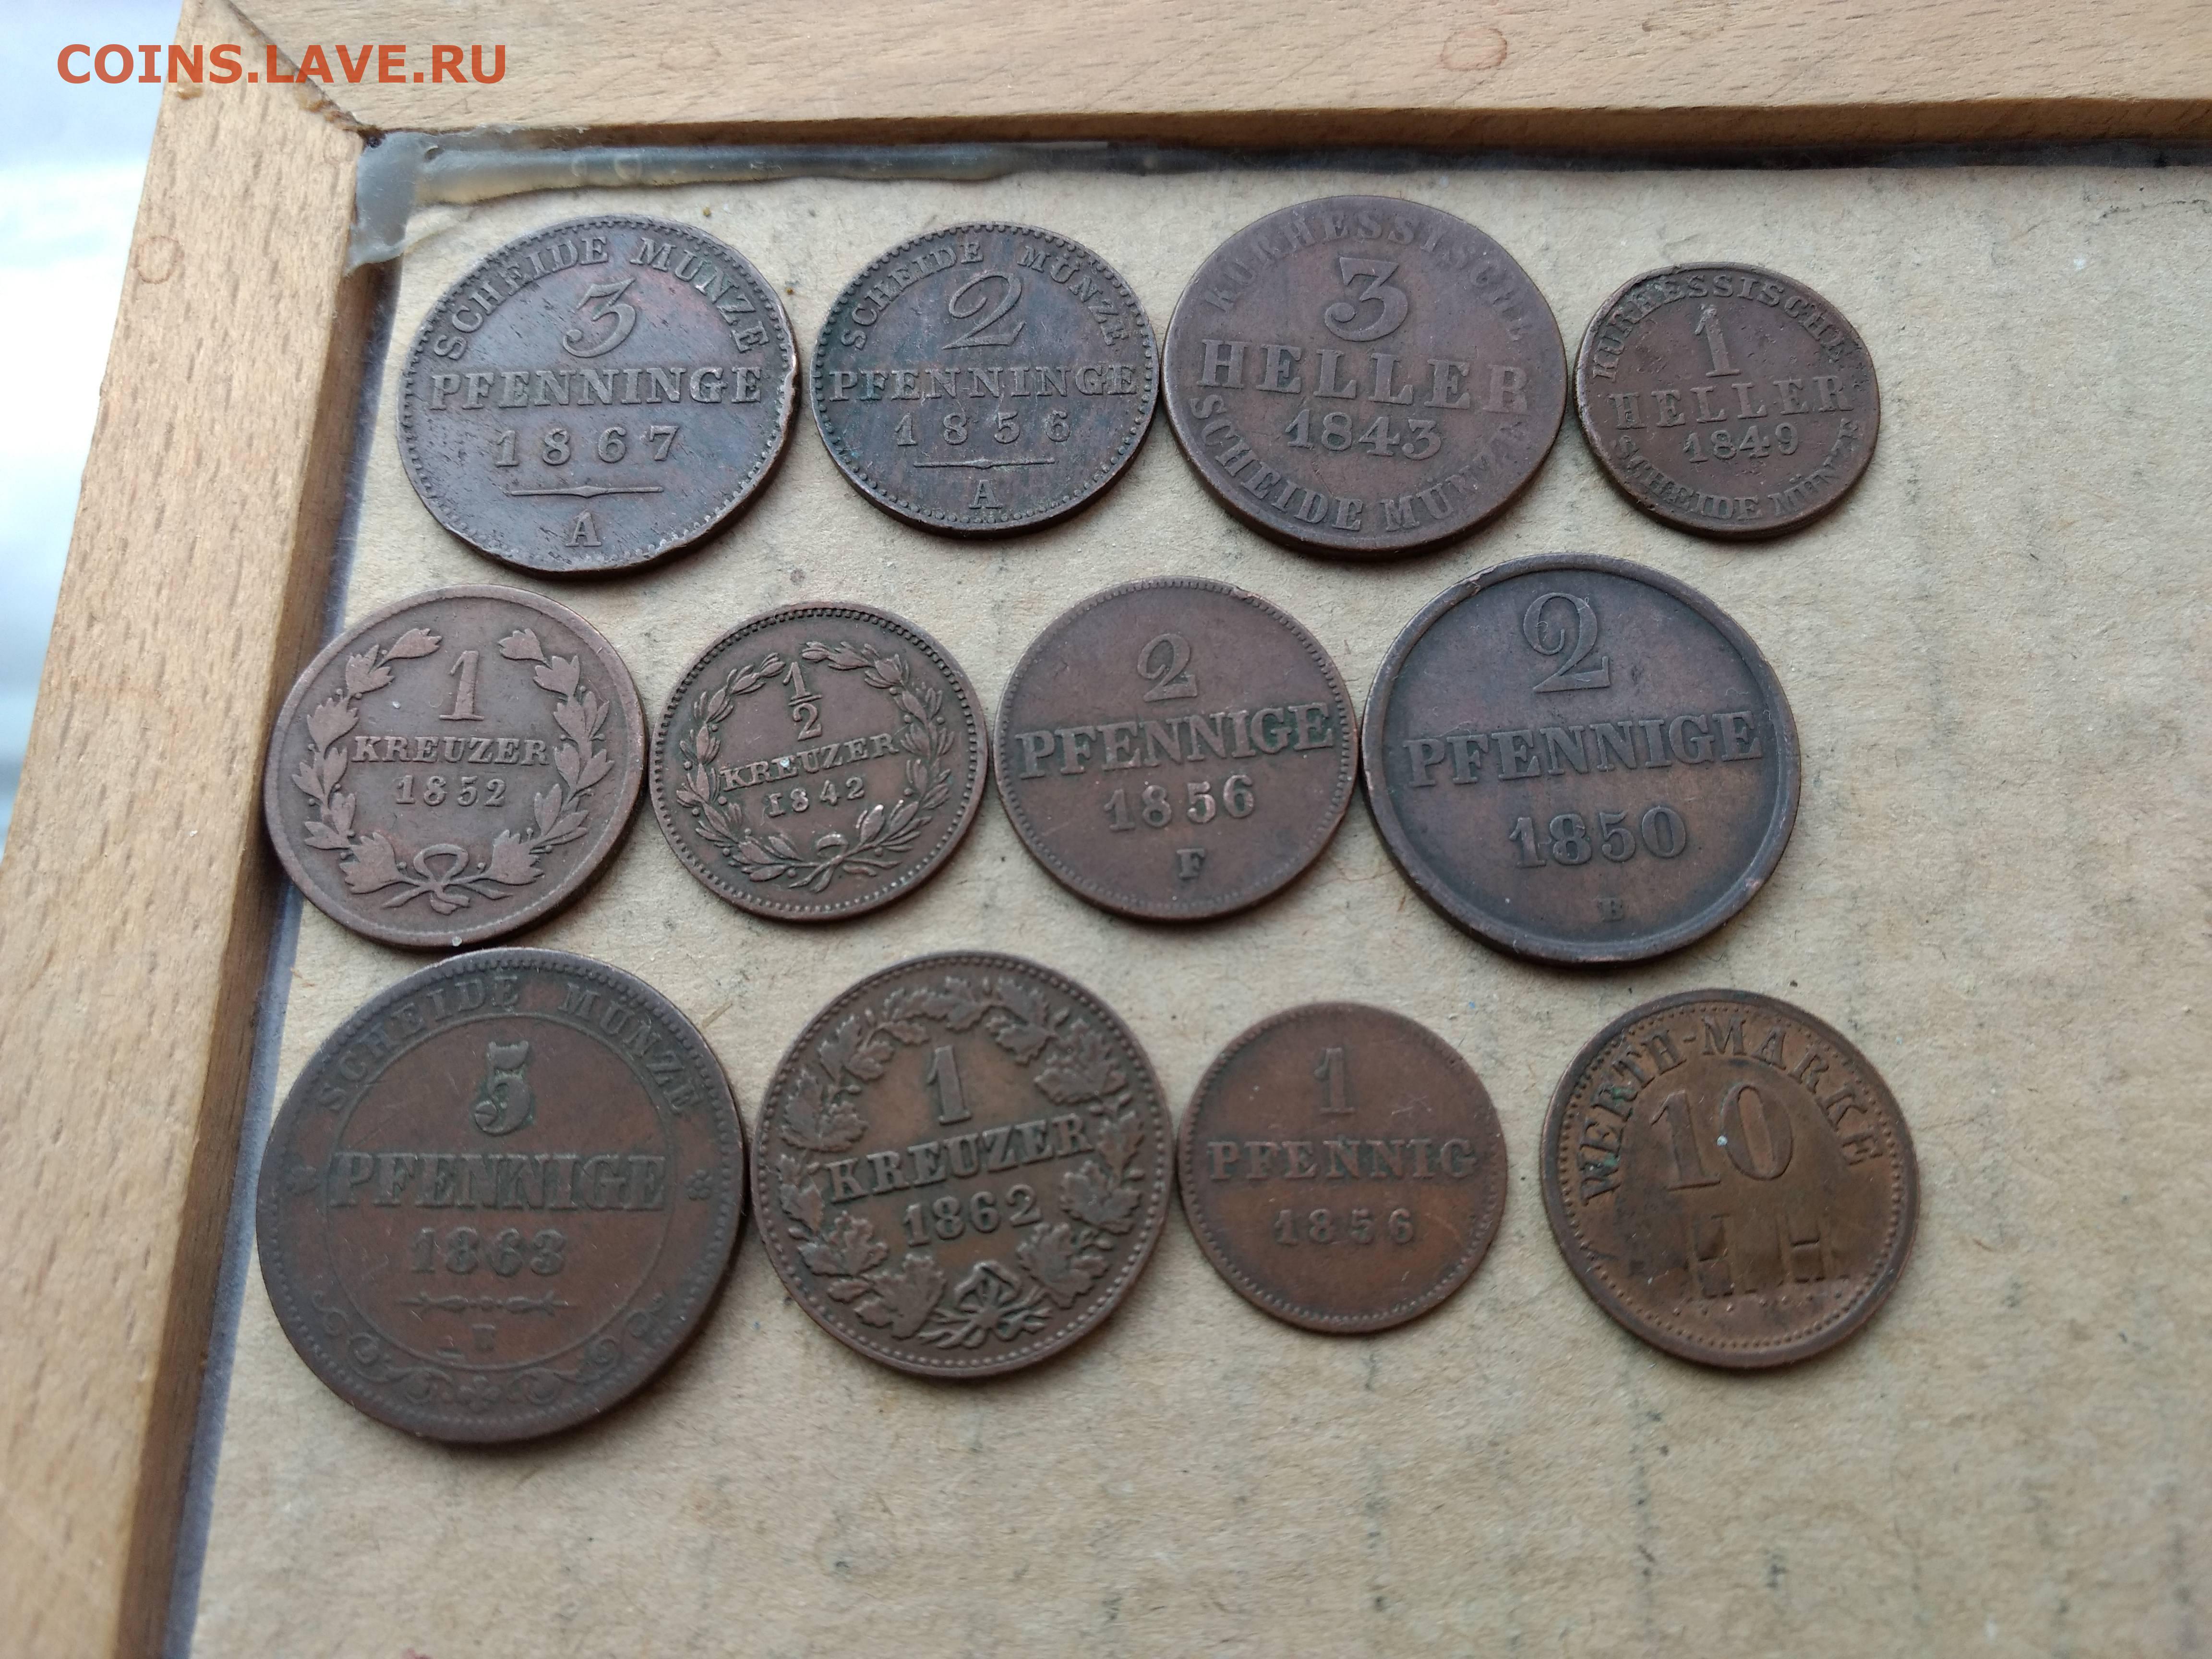 COINS.LAVE.RU
SCHEIDE MÜNZE
3
PFENNINGE
1867
A
SCHEIDE MÜNZE
2
PFENNINGE
1856
A
KURHESSISCHE
3
HELLER
1843
SCHEIDE MUNZE
KURHESSISCHE
1
HELLER
1849
SCHEIDE MÜNZE
1
KREUZER
1852
1/2
KREUZER
1842
2
PFENNIGE
1856
F
2
PFENNIGE
1850
B
SCHEIDE MÜNZE
5
PFENNIGE
1863
1
KREUZER
1862
1
PFENNIG
1856
WERTH-MARKE
10
H H